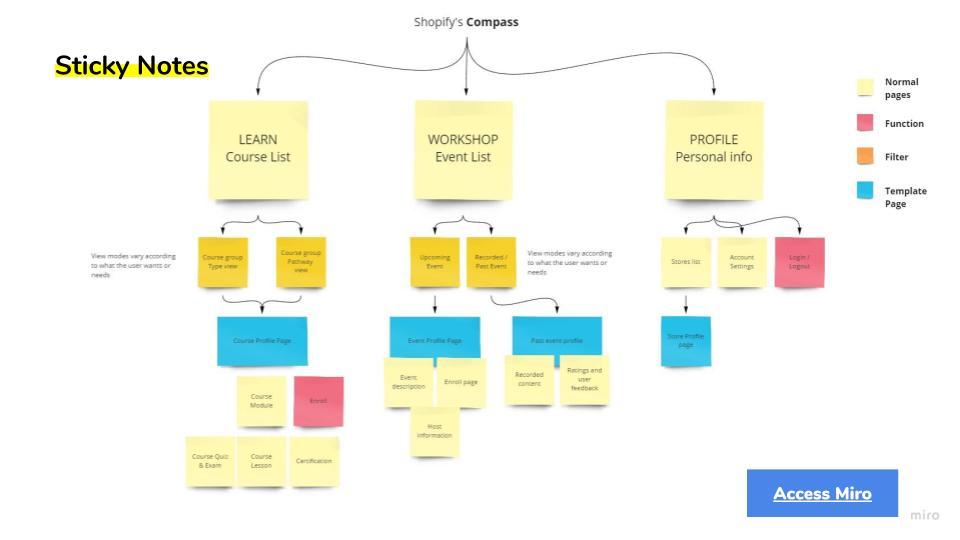 Shopify's Compass
Sticky Notes
Normal
pages
Function
Filter
Template
Page
LEARN
Course List
WORKSHOP
Event List
PROFILE
Personal info
View modes vary according
to what the user wants or
needs
Course group
Type view
Course group
Pathway
view
Upcoming
Event
Recorded /
Past Event
View modes vary according
to what the user wants or
needs
Stores list
Account
Settings
Login /
Logout
Course Profile Page
Event Profile Page
Past event profile
Store Profile
page
Course
Module
Enroll
Event
description
Enroll page
Recorded
content
Ratings and
user
feedback
Host
information
Course Quiz
& Exam
Course
Lesson
Certification
Access Miro
miro